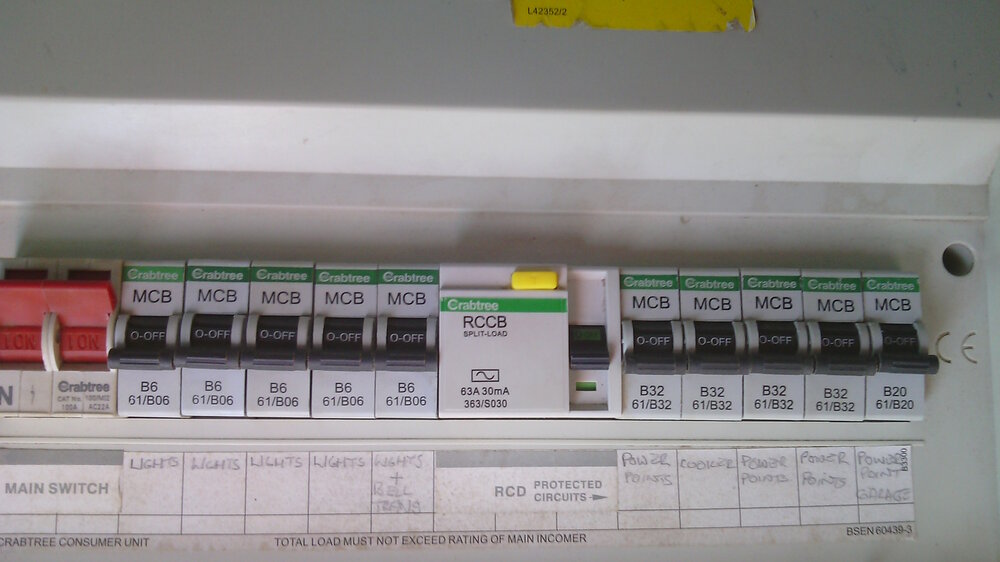 L42352/2
Crabtree Crabtree Crabtree Crabtree Crabtree
MCB MCB MCB MCB MCB
O-OFF O-OFF O-OFF O-OFF O-OFF
B6 B6 B6 B6 B6
61/B06 61/B06 61/B06 61/B06 61/B06
I ON I ON
N
Crabtree
CAT No. 100/MI2
100A AC22A
Crabtree
RCCB
SPLIT-LOAD
63A 30mA
363/S030
Crabtree Crabtree Crabtree Crabtree Crabtree
MCB MCB MCB MCB MCB
O-OFF O-OFF O-OFF O-OFF O-OFF
B32 B32 B32 B32 B20
61/B32 61/B32 61/B32 61/B32 61/B20
CE
MAIN SWITCH
LIGHTS
LIGHTS
LIGHTS
LIGHTS
LIGHTS
+
BELL
TRANS
RCD PROTECTED
CIRCUITS
POWER
POINTS
COOKER
POWER
POINTS
POWER
POINTS
POWER
POINT
GARAGE
B3300
CRABTREE CONSUMER UNIT
TOTAL LOAD MUST NOT EXCEED RATING OF MAIN INCOMER
BSEN 60439-3